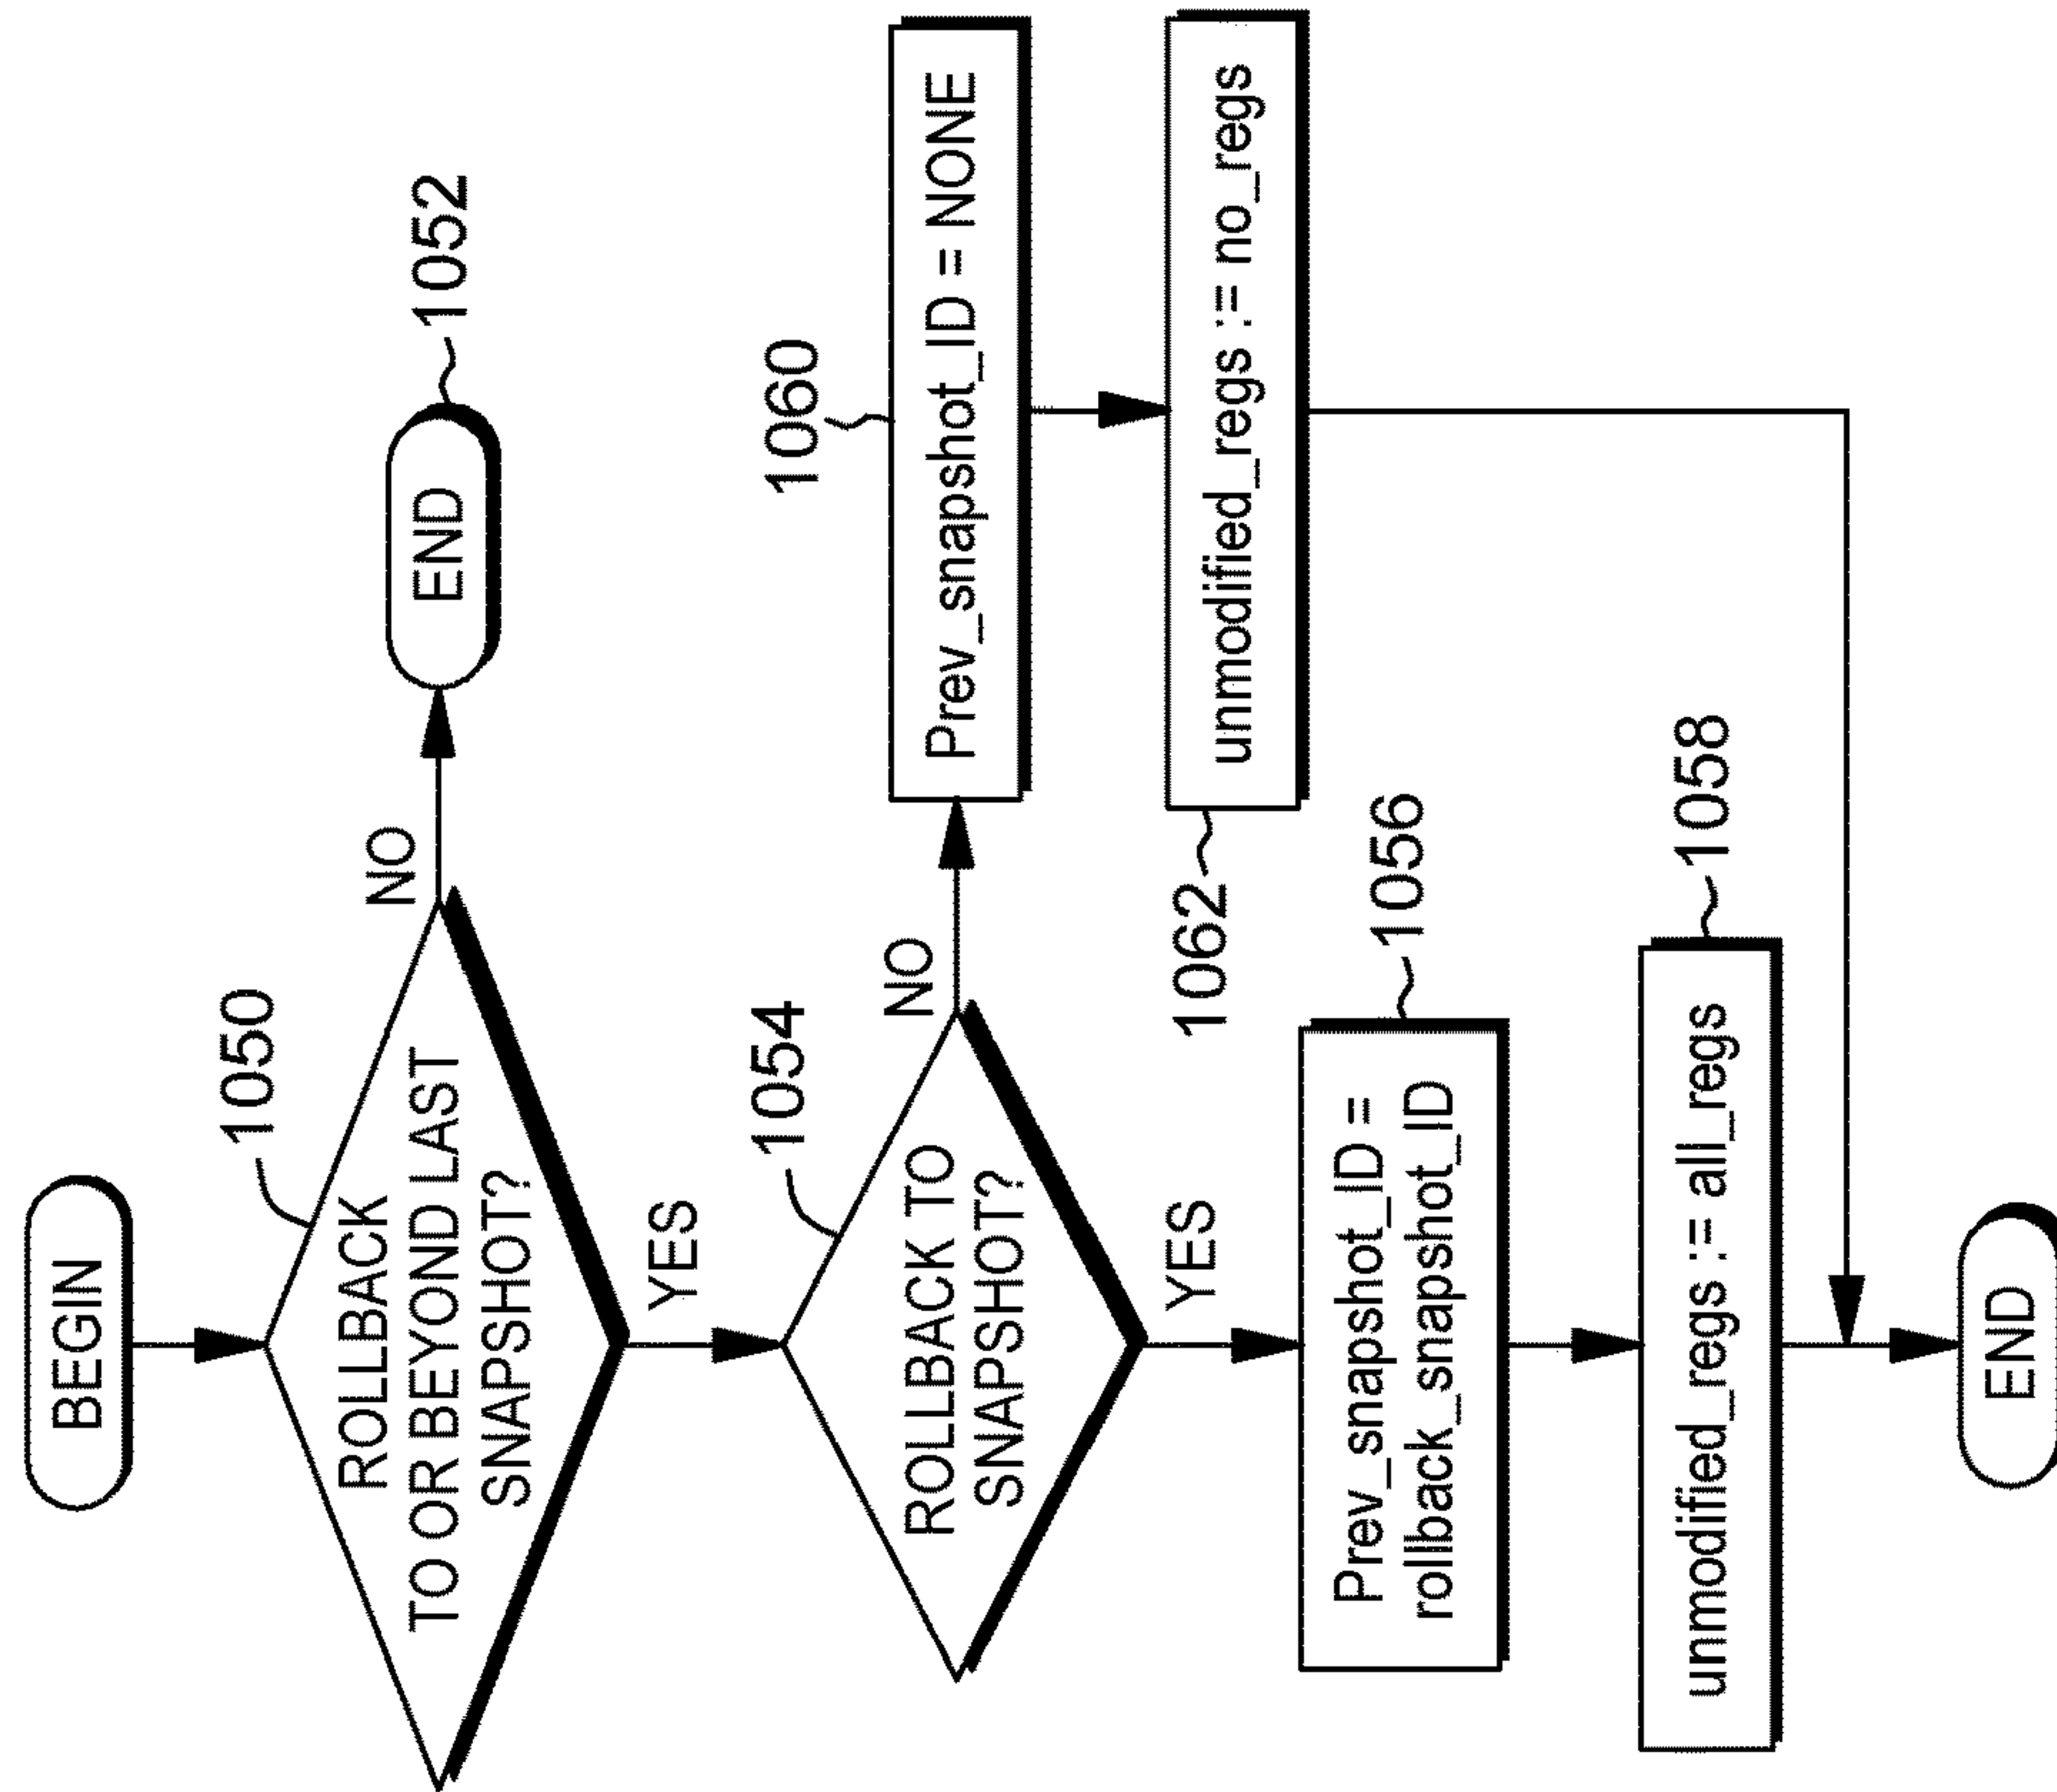 BEGIN
1050
ROLLBACK
TO OR BEYOND LAST
SNAPSHOT?
NO
END
1052
YES
1054
ROLLBACK TO
SNAPSHOT?
NO
1060
Prev_snapshot_ID = NONE
unmodified_regs := no_regs
1062
YES
1056
Prev_snapshot_ID =
rollback_snapshot_ID
1058
unmodified_regs := all_regs
END